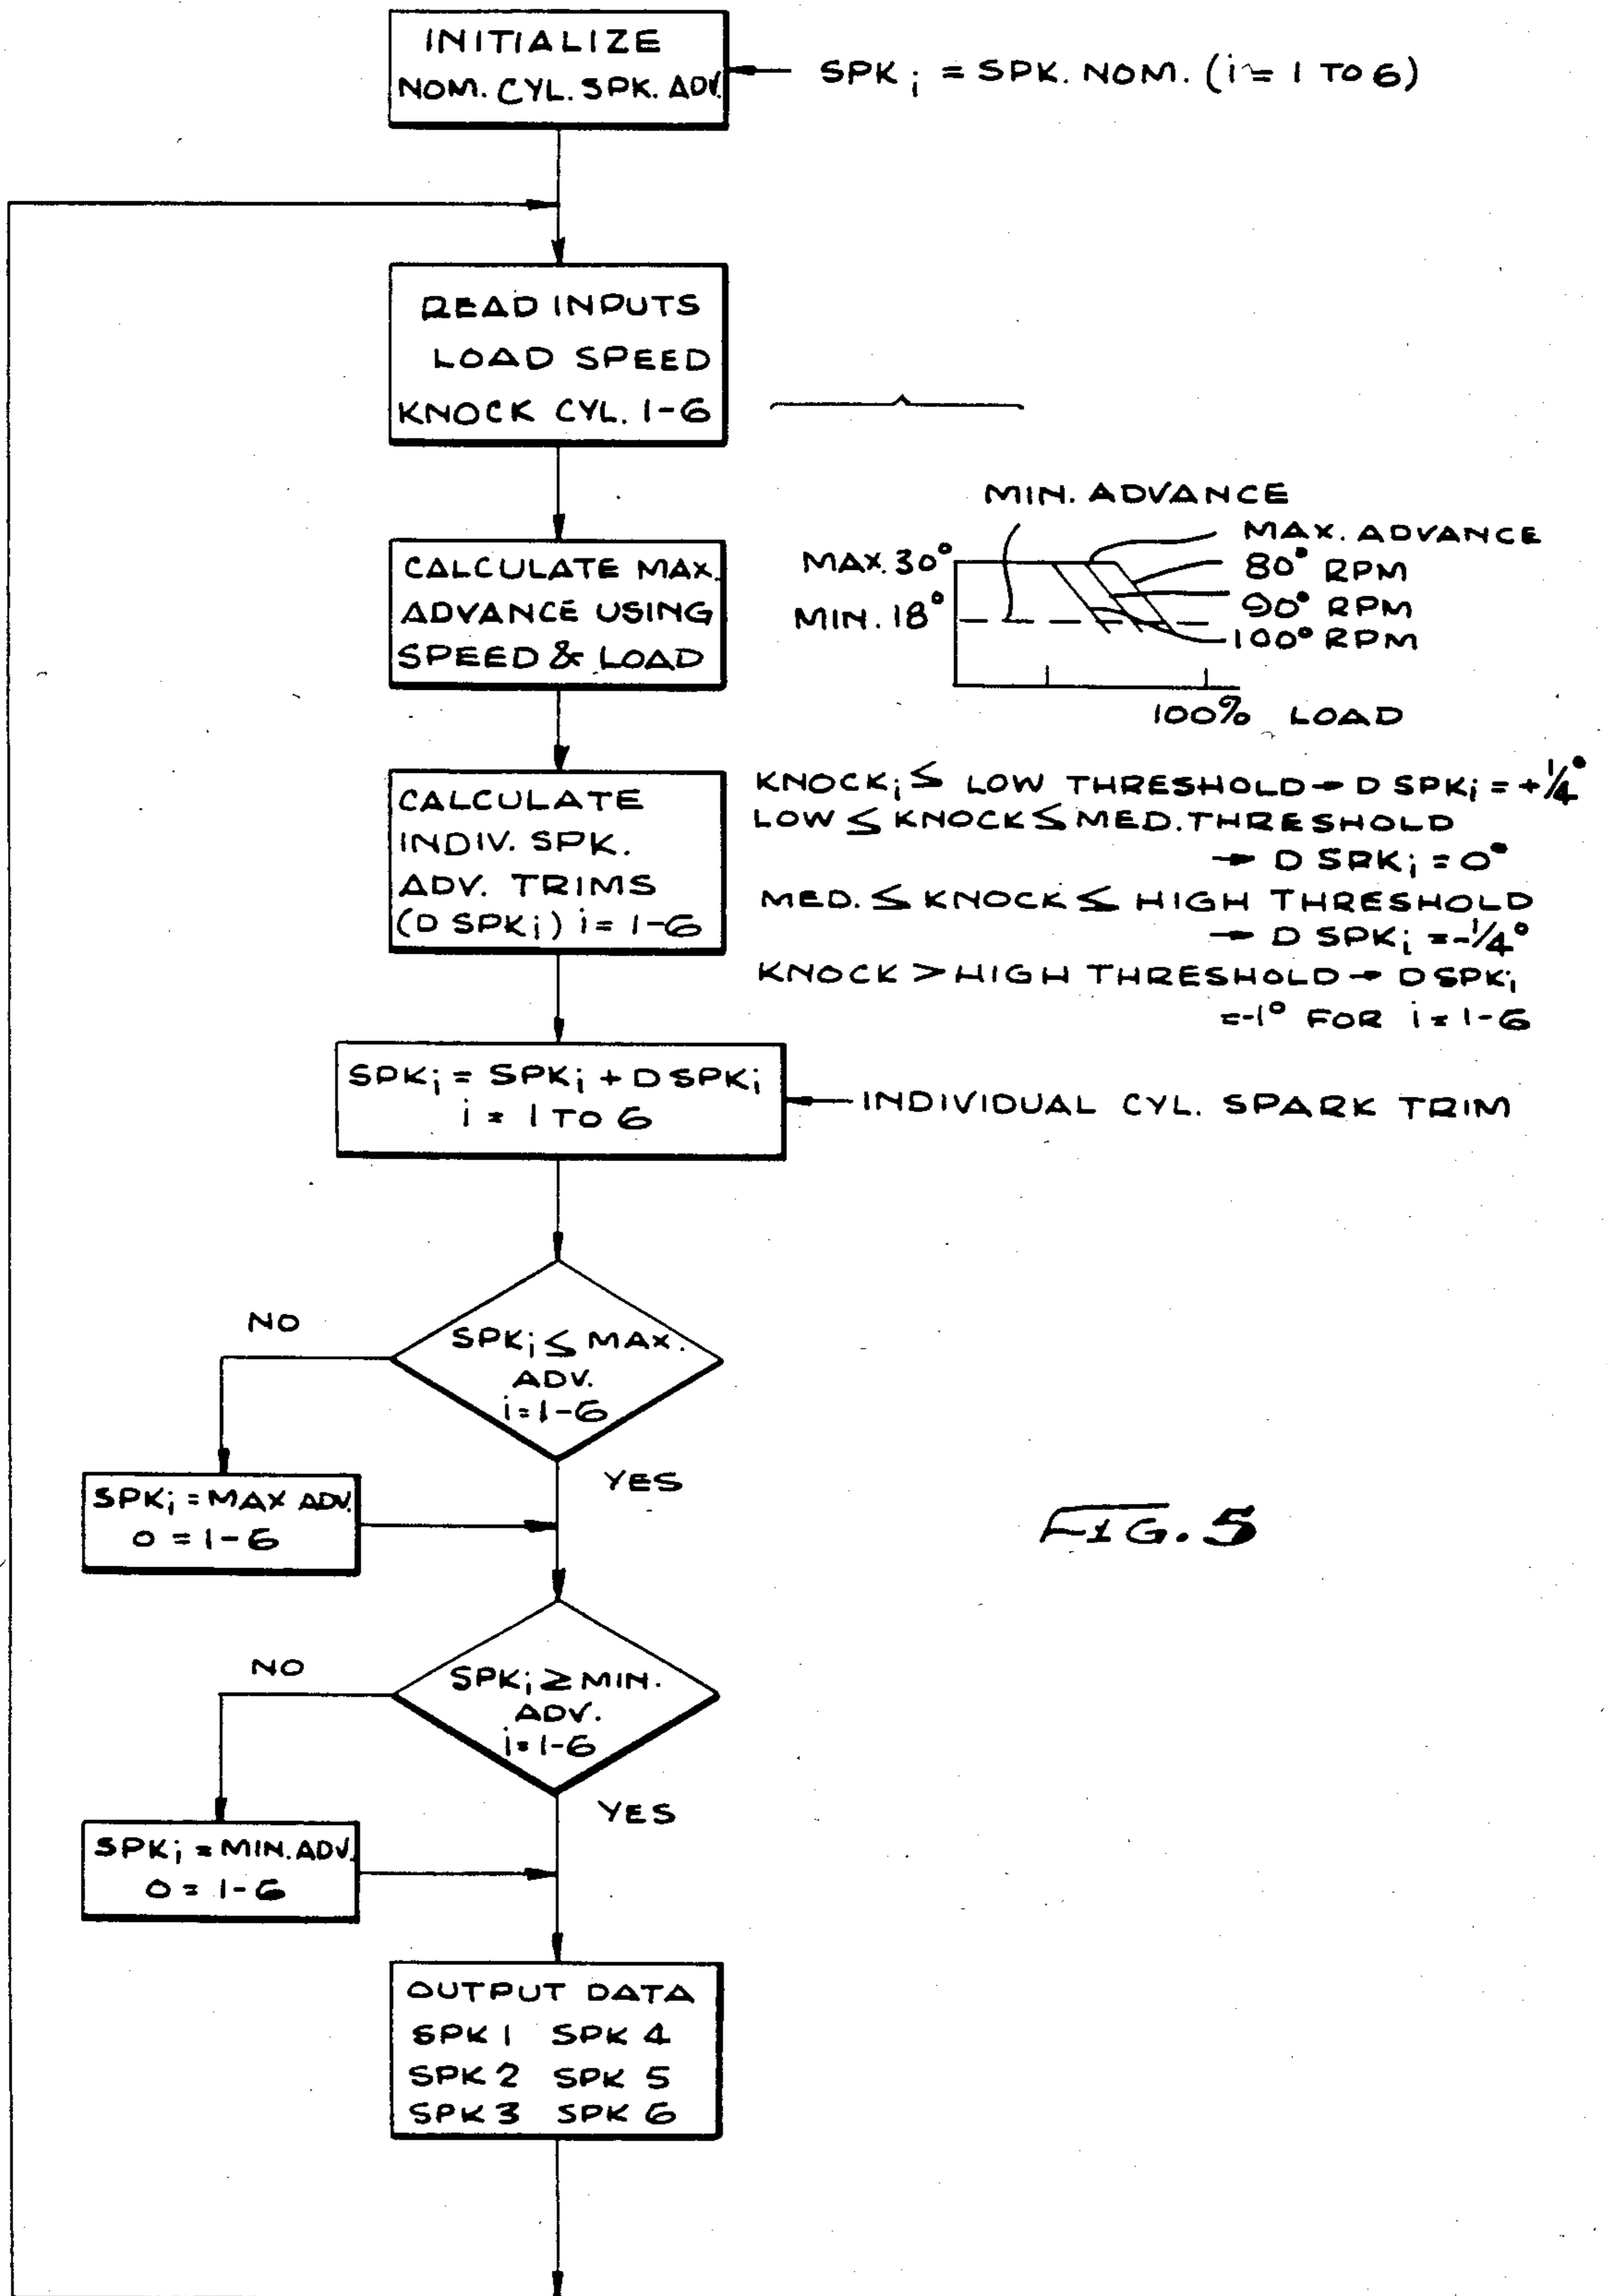 INITIALIZE
NOM. CYL. SPK. ADV.
SPKi = SPK. NOM. (i = 1 TO 6)
READ INPUTS
LOAD SPEED
KNOCK CYL. 1-6
CALCULATE MAX.
ADVANCE USING
SPEED & LOAD
MIN. ADVANCE
MAX. ADVANCE
MAX. 30°
80° RPM
90° RPM
MIN. 18°
100° RPM
100% LOAD
CALCULATE
INDIV. SPK.
ADV. TRIMS
(D SPKi) i = 1-6
KNOCKi ≤ LOW THRESHOLD → D SPKi = +1/4°
LOW ≤ KNOCK ≤ MED. THRESHOLD
→ D SPKi = 0°
MED. ≤ KNOCK ≤ HIGH THRESHOLD
→ D SPKi = -1/4°
KNOCK > HIGH THRESHOLD → D SPKi
= -1° FOR i = 1-6
SPKi = SPKi + D SPKi
i = 1 TO 6
INDIVIDUAL CYL. SPARK TRIM
SPKi ≤ MAX.
ADV.
i = 1-6
NO
YES
SPKi = MAX ADV.
0 = 1-6
FIG. 5
SPKi ≥ MIN.
ADV.
i = 1-6
NO
YES
SPKi = MIN. ADV.
0 = 1-6
OUTPUT DATA
SPK 1 SPK 4
SPK 2 SPK 5
SPK 3 SPK 6